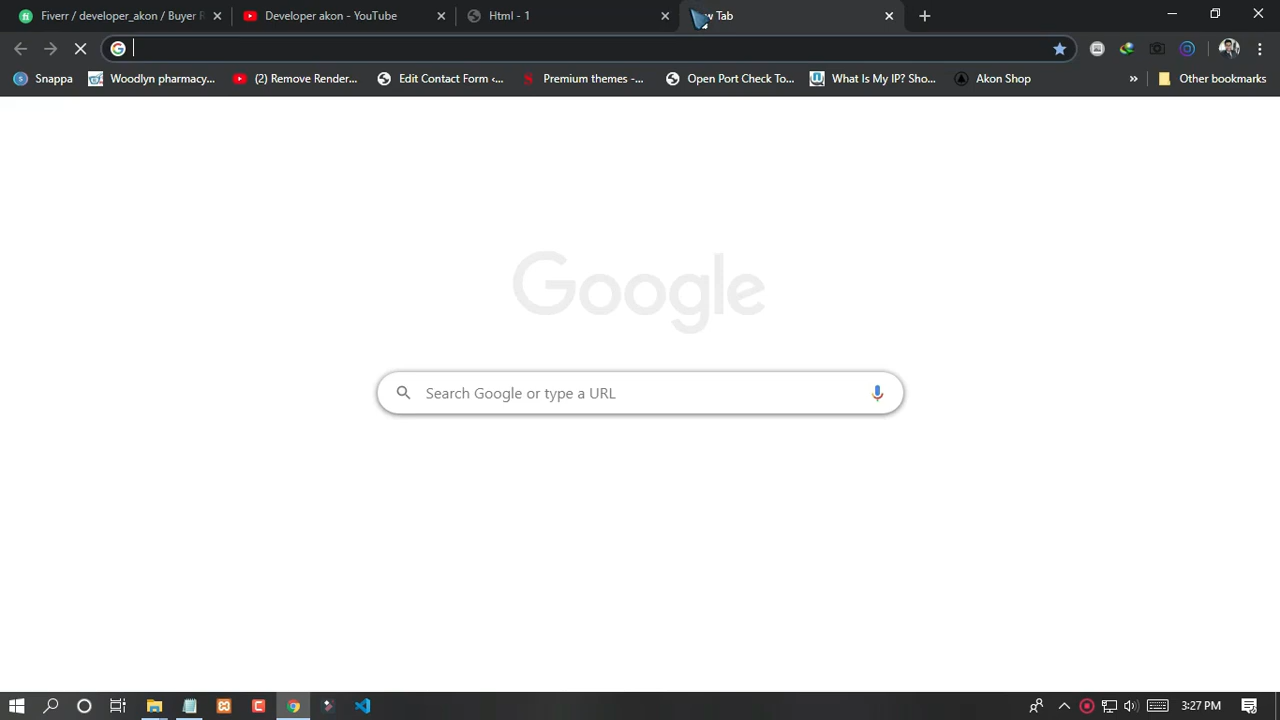 Fiverr / developer_akon / Buyer R
Developer akon - YouTube
Html - 1
w Tab
Snappa
Woodlyn pharmacy...
(2) Remove Render...
Edit Contact Form ‹...
Premium themes -...
Open Port Check To...
What Is My IP? Sho...
Akon Shop
»
Other bookmarks
Google
Search Google or type a URL
3:27 PM